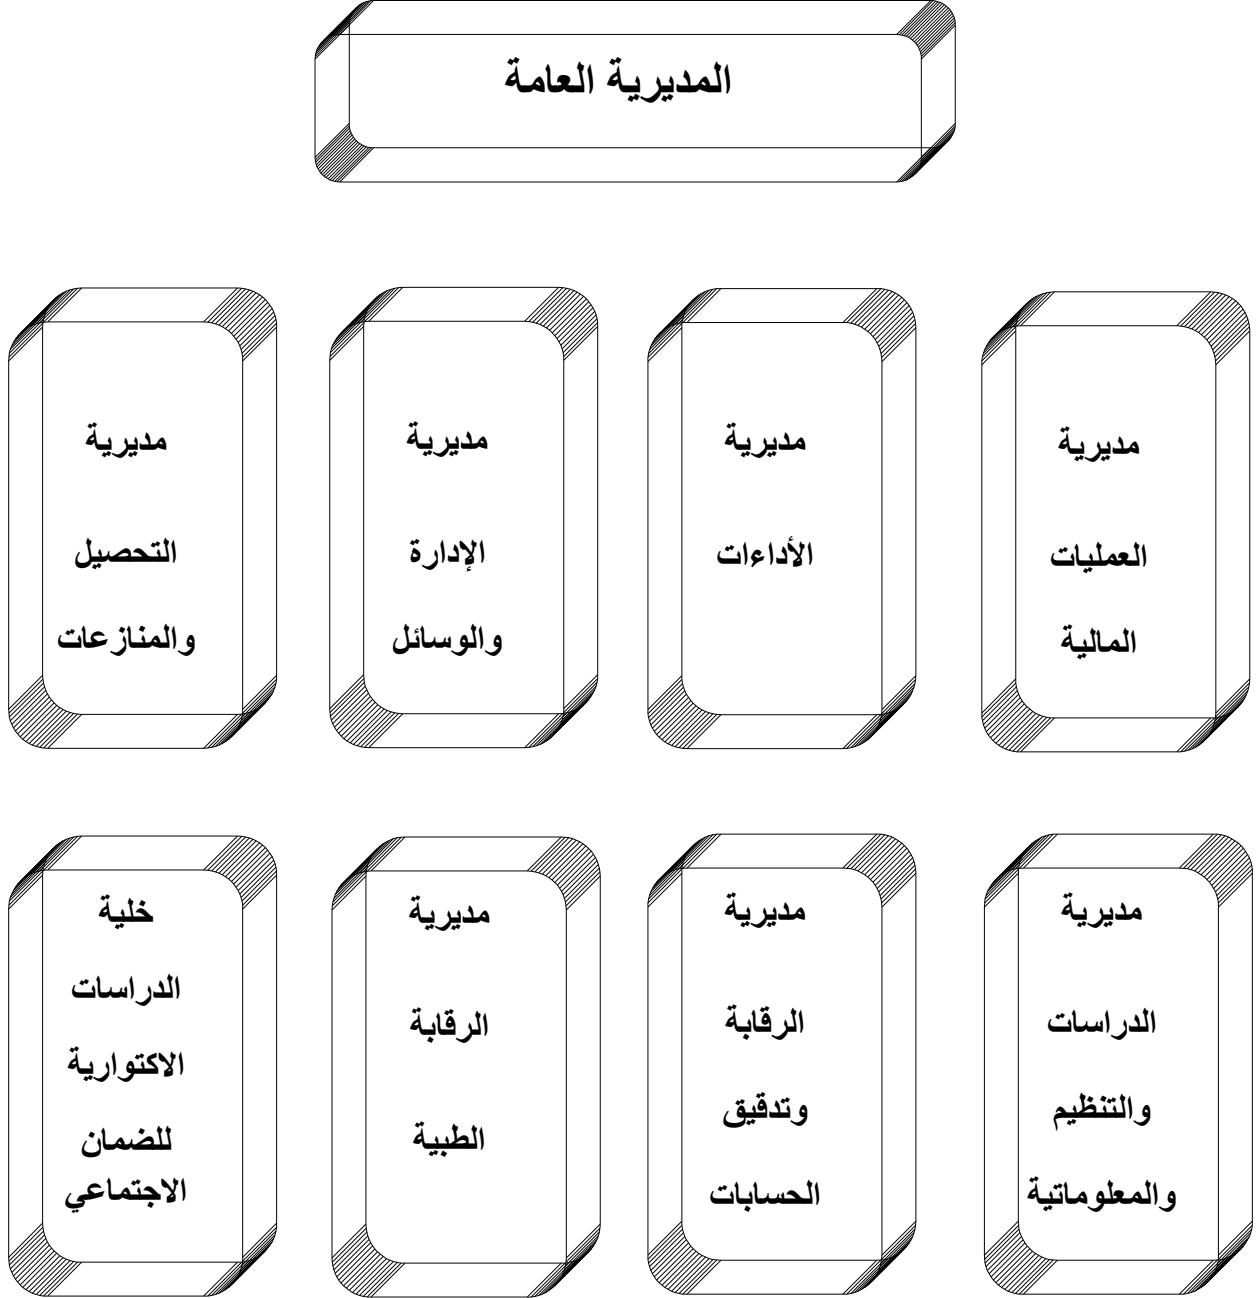 المديرية العامة
مديرية
العمليات
المالية
مديرية
الأداءات
مديرية
الإدارة
والوسائل
مديرية
التحصيل
والمنازعات
مديرية
الدراسات
والتنظيم
والمعلوماتية
مديرية
الرقابة
وتدقيق
الحسابات
مديرية
الرقابة
الطبية
خلية
الدراسات
الاكتوارية
للضمان
الاجتماعي